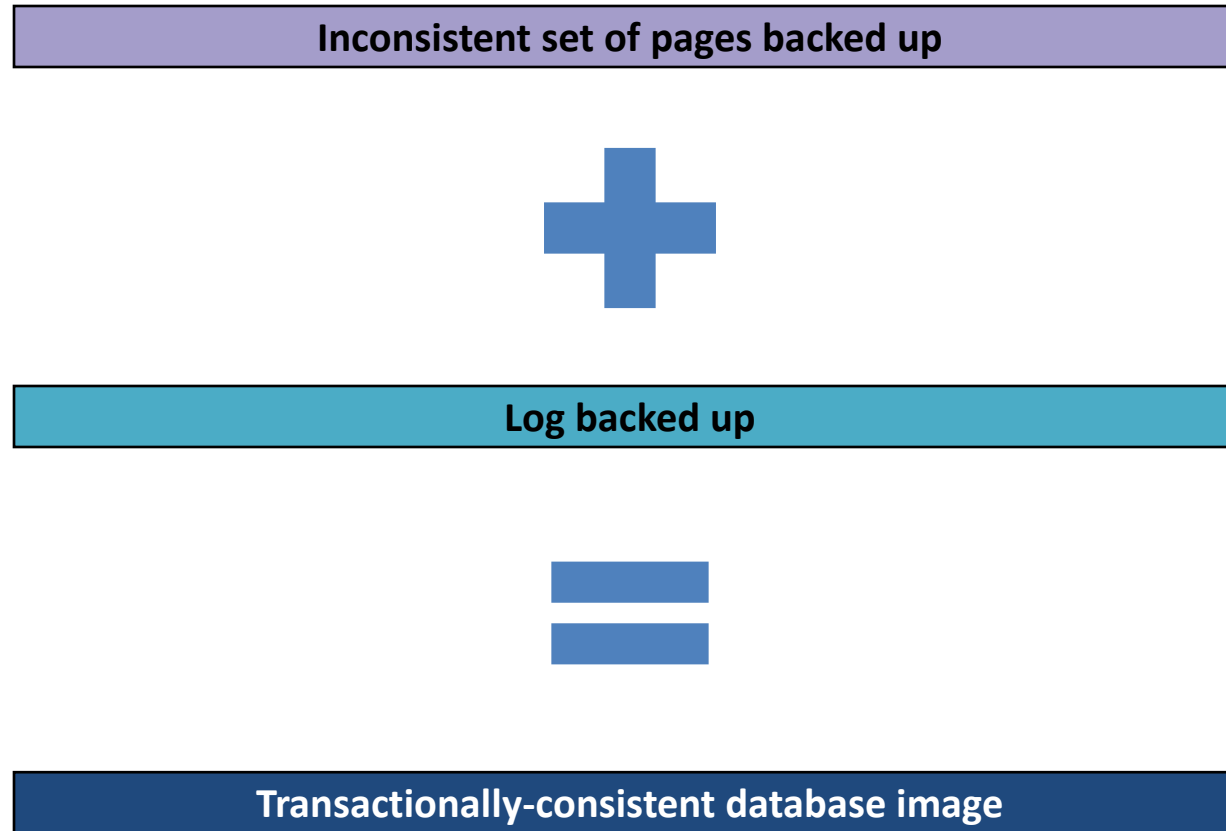 Inconsistent set of pages backed up
Log backed up
Transactionally-consistent database image